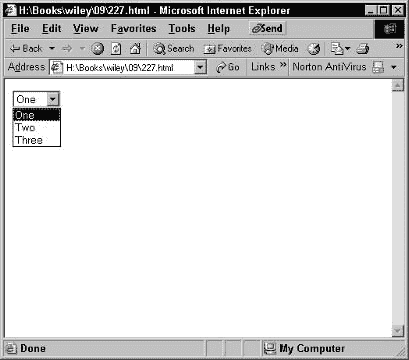 H:\Books\wiley\09\227.html - Microsoft Internet Explorer
File Edit View Favorites Tools Help Send
Back Search Favorites Media
Address H:\Books\wiley\09\227.html Go Links » Norton AntiVirus
One
One
Two
Three
Done My Computer